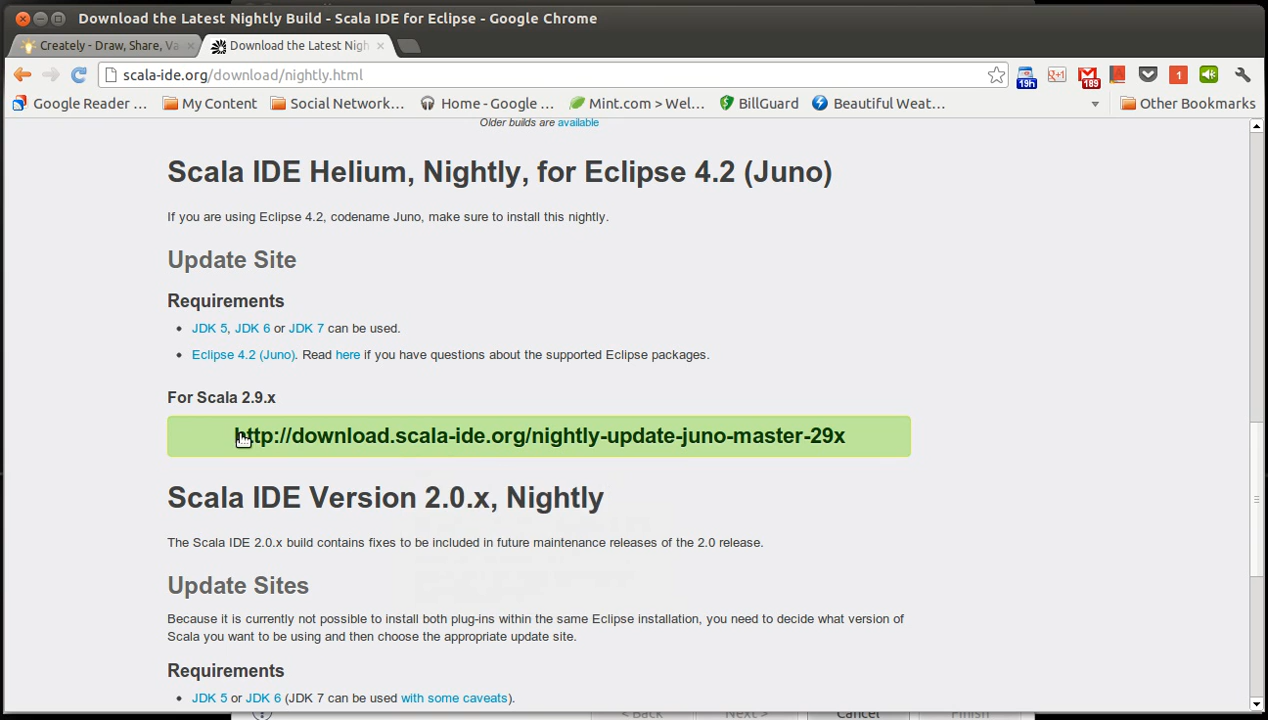 Download the Latest Nightly Build - Scala IDE for Eclipse - Google Chrome
Creately - Draw, Share, Va
Download the Latest Nigh
scala-ide.org/download/nightly.html
19h
189
1
Google Reader ...
My Content
Social Network...
Home - Google ...
Mint.com > Wel...
BillGuard
Beautiful Weat...
Other Bookmarks
Older builds are available
Scala IDE Helium, Nightly, for Eclipse 4.2 (Juno)
If you are using Eclipse 4.2, codename Juno, make sure to install this nightly.
Update Site
Requirements
• JDK 5, JDK 6 or JDK 7 can be used.
• Eclipse 4.2 (Juno). Read here if you have questions about the supported Eclipse packages.
For Scala 2.9.x
http://download.scala-ide.org/nightly-update-juno-master-29x
Scala IDE Version 2.0.x, Nightly
The Scala IDE 2.0.x build contains fixes to be included in future maintenance releases of the 2.0 release.
Update Sites
Because it is currently not possible to install both plug-ins within the same Eclipse installation, you need to decide what version of
Scala you want to be using and then choose the appropriate update site.
Requirements
• JDK 5 or JDK 6 (JDK 7 can be used with some caveats).
< Back Next > Cancel Finish